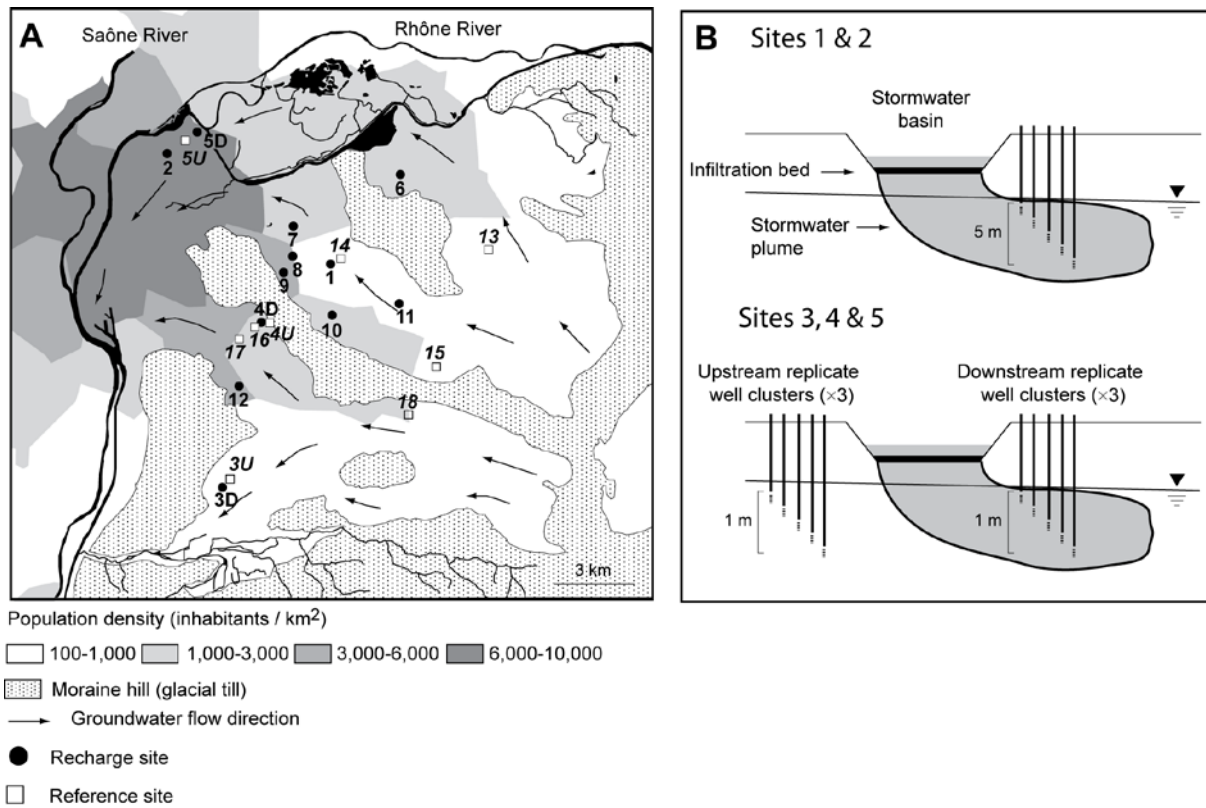 A
Saône River
Rhône River
5D
5U
2
6
7
14
13
8
1
9
4D
11
10
4U
16
17
15
12
18
3U
3D
3 km
Population density (inhabitants / km2)
100-1,000
1,000-3,000
3,000-6,000
6,000-10,000
Moraine hill (glacial till)
Groundwater flow direction
Recharge site
Reference site
B
Sites 1 & 2
Stormwater
basin
Infiltration bed
Stormwater
plume
5 m
Sites 3, 4 & 5
Upstream replicate
well clusters (×3)
Downstream replicate
well clusters (×3)
1 m
1 m